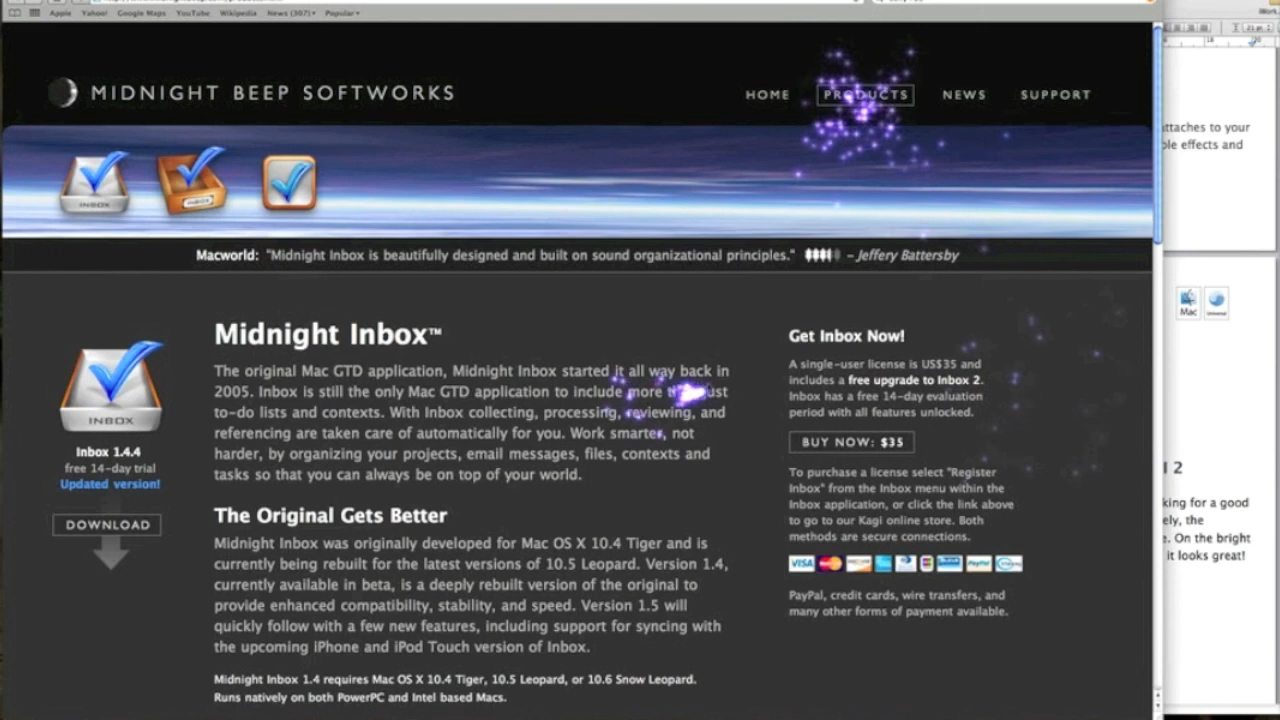 Apple Yahoo! Google Maps YouTube Wikipedia News (307) Popular
MIDNIGHT BEEP SOFTWORKS
HOME PRODUCTS NEWS SUPPORT
INBOX
INBOX
Macworld: "Midnight Inbox is beautifully designed and built on sound organizational principles." – Jeffery Battersby
INBOX
Inbox 1.4.4
free 14-day trial
Updated version!
DOWNLOAD
Midnight Inbox™
The original Mac GTD application, Midnight Inbox started it all way back in
2005. Inbox is still the only Mac GTD application to include more
to-do lists and contexts. With Inbox collecting, processing, reviewing, and
referencing are taken care of automatically for you. Work smarter, not
harder, by organizing your projects, email messages, files, contexts and
tasks so that you can always be on top of your world.
The Original Gets Better
Midnight Inbox was originally developed for Mac OS X 10.4 Tiger and is
currently being rebuilt for the latest versions of 10.5 Leopard. Version 1.4,
currently available in beta, is a deeply rebuilt version of the original to
provide enhanced compatibility, stability, and speed. Version 1.5 will
quickly follow with a few new features, including support for syncing with
the upcoming iPhone and iPod Touch version of Inbox.
Midnight Inbox 1.4 requires Mac OS X 10.4 Tiger, 10.5 Leopard, or 10.6 Snow Leopard.
Runs natively on both PowerPC and Intel based Macs.
Get Inbox Now!
A single-user license is US$35 and
includes a free upgrade to Inbox 2.
Inbox has a free 14-day evaluation
period with all features unlocked.
BUY NOW: $35
To purchase a license select "Register
Inbox" from the Inbox menu within the
Inbox application, or click the link above
to go to our Kagi online store. Both
methods are secure connections.
VISA
PayPal
PayPal, credit cards, wire transfers, and
many other forms of payment available.
attaches to your
effects and
Mac Universal
2
king for a good
ely, the
e. On the bright
it looks great!